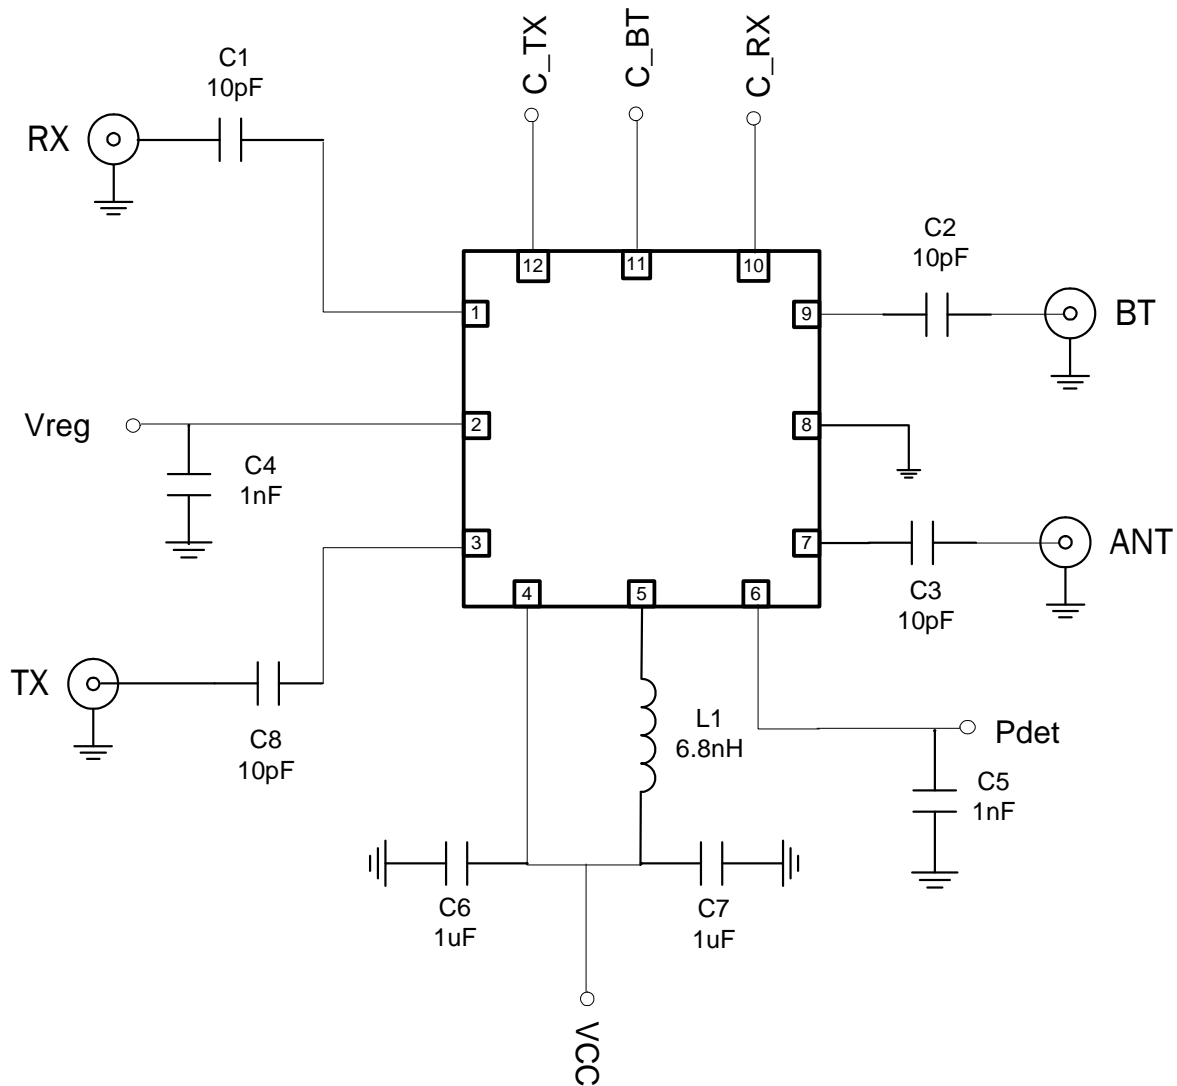 C_TX
C_BT
C_RX
C1
10pF
RX
C2
10pF
12
11
10
1
9
BT
Vreg
2
8
C4
1nF
3
7
ANT
4
5
6
C3
10pF
TX
L1
6.8nH
Pdet
C8
10pF
C5
1nF
C6
1uF
C7
1uF
VCC